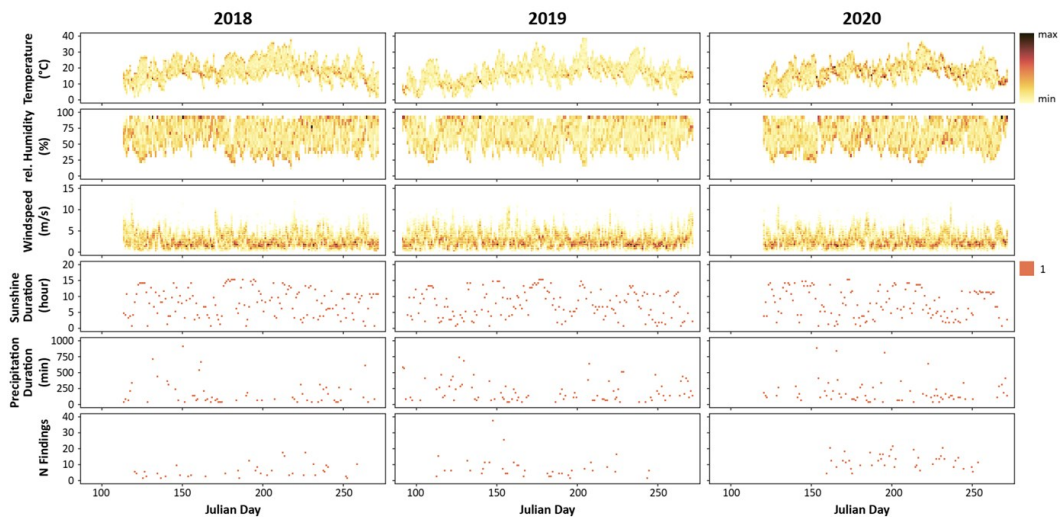 2018 2019 2020
Temperature
(°C)
40
30
20
10
0
max
min
rel. Humidity
(%)
100
75
50
25
0
Windspeed
(m/s)
15
10
5
0
Sunshine
Duration
(hour)
20
15
10
5
0
1
Precipitation
Duration
(min)
1000
750
500
250
0
N Findings
40
30
20
10
0
100 150 200 250 100 150 200 250 100 150 200 250
Julian Day Julian Day Julian Day